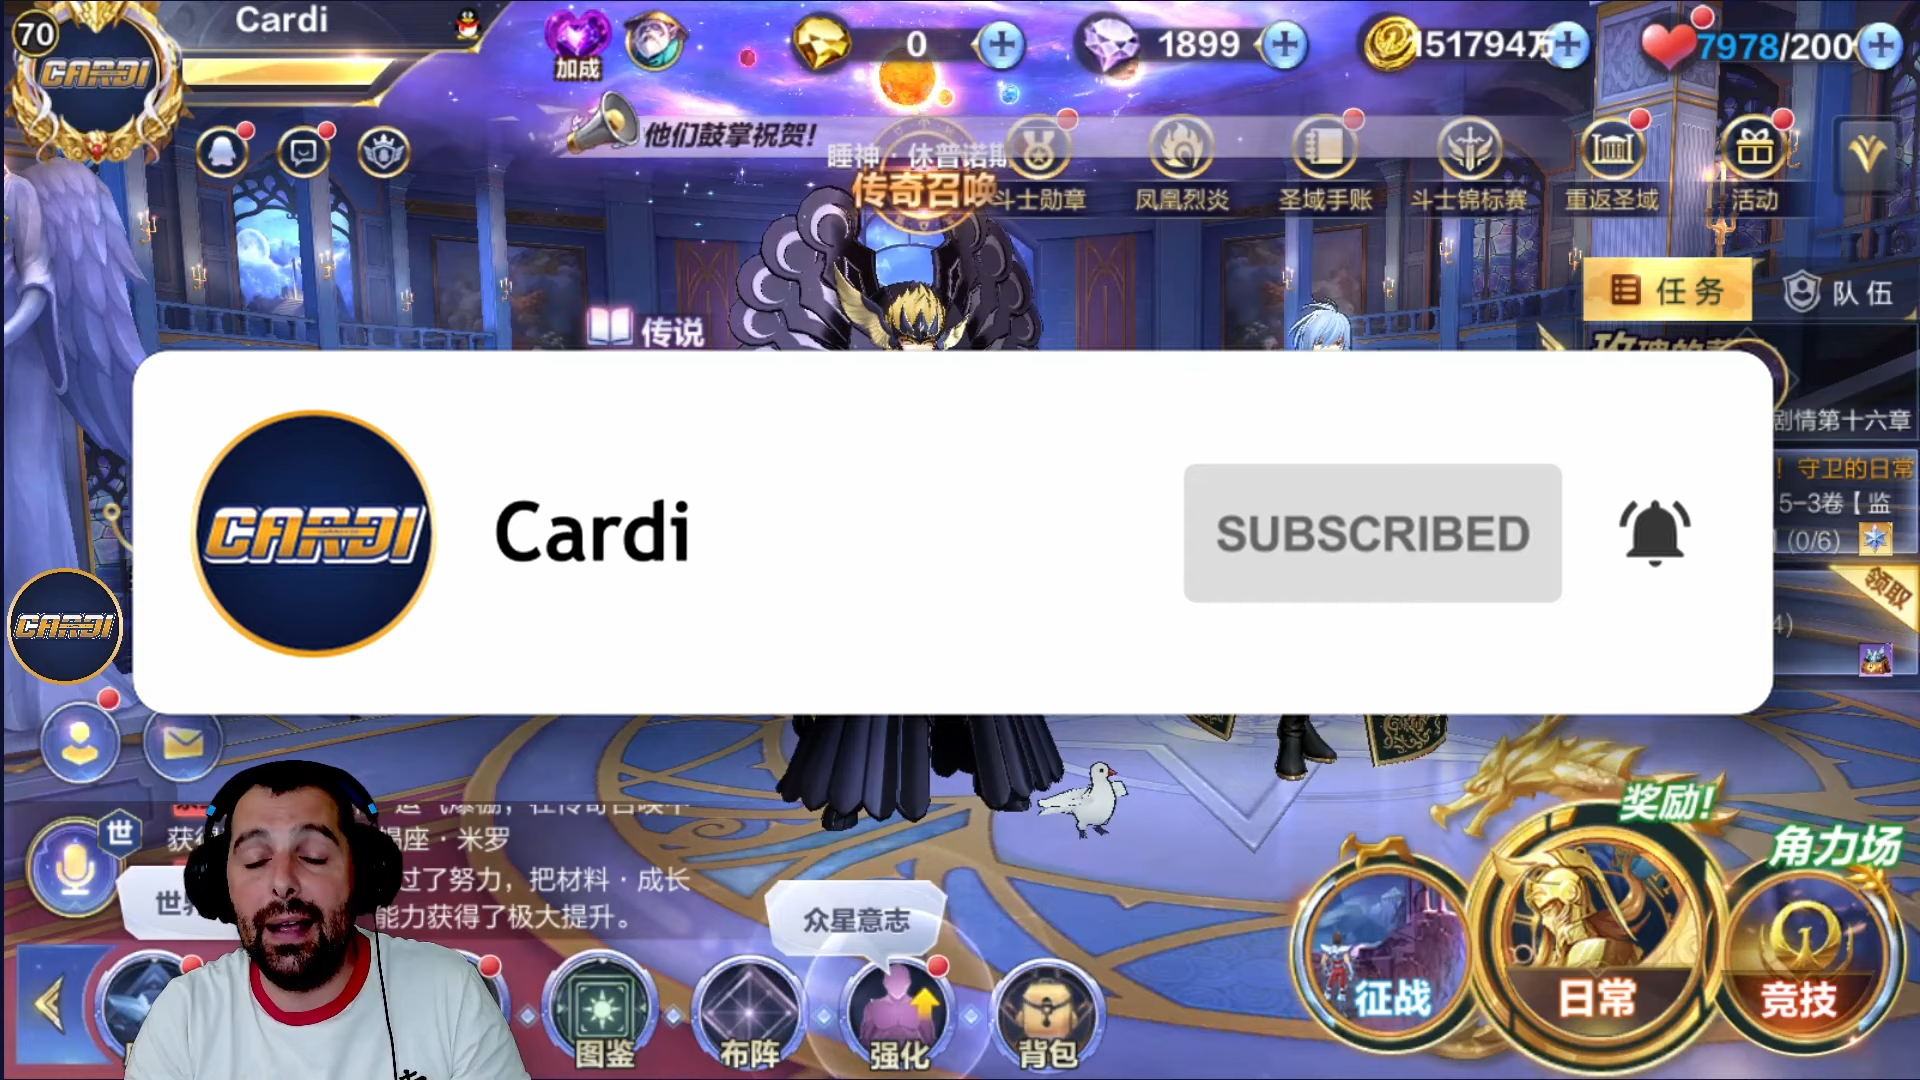 70
CARDI
Cardi
加成
0
1899
151794万
7978/200
他们鼓掌祝贺!
睡神·休普诺斯
传奇召唤
斗士勋章
凤凰烈炎
圣域手账
斗士锦标赛
重返圣域
活动
任务
队伍
传说
剧情第十六章
CARDI
Cardi
SUBSCRIBED
! 守卫的日常
5-3卷【监
(0/6)
领取
4)
CARDI
世
米罗
过了努力，把材料·成长
能力获得了极大提升。
众星意志
奖励!
角力场
图鉴
布阵
强化
背包
征战
日常
竞技